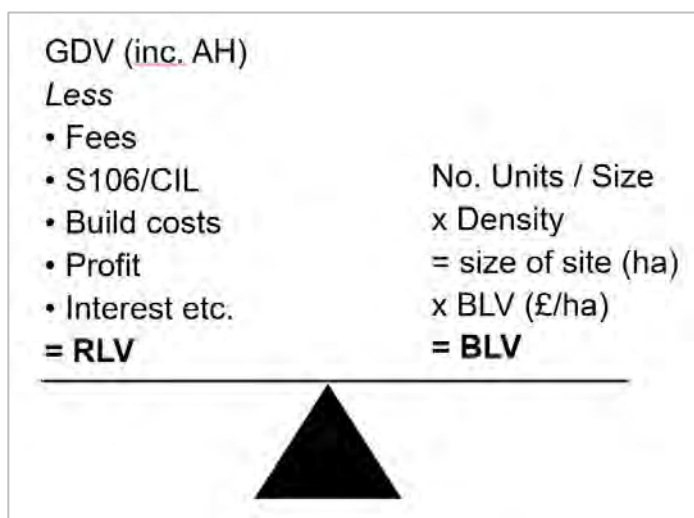 GDV (inc. AH)
Less
• Fees
• S106/CIL
• Build costs
• Profit
• Interest etc.
= RLV
No. Units / Size
x Density
= size of site (ha)
x BLV (£/ha)
= BLV